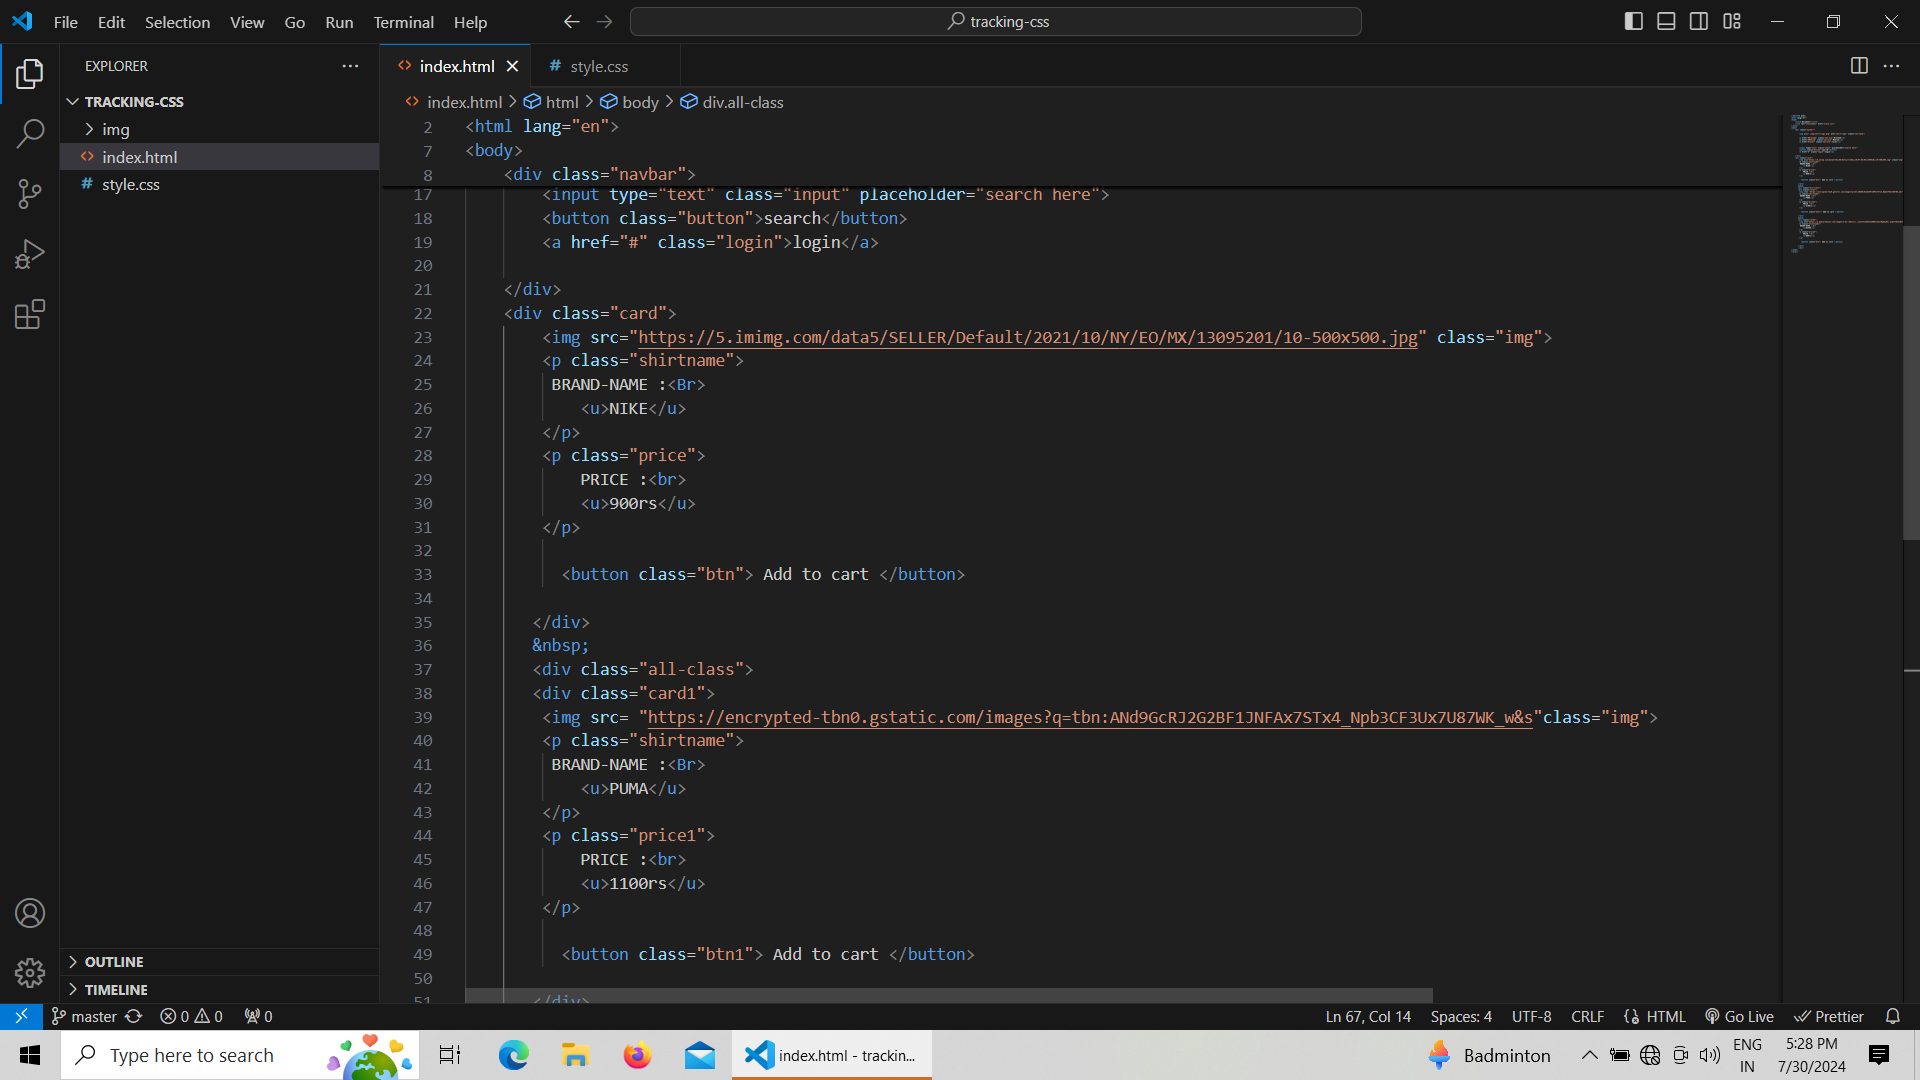 File Edit Selection View Go Run Terminal Help
tracking-css
EXPLORER
TRACKING-CSS
img
index.html
style.css
OUTLINE
TIMELINE
index.html
style.css
index.html > html > body > div.all-class
2 <html lang="en">
7 <body>
8 <div class="navbar">
17 <input type="text" class="input" placeholder="search here">
18 <button class="button">search</button>
19 <a href="#" class="login">login</a>
20
21 </div>
22 <div class="card">
23 <img src="https://5.imimg.com/data5/SELLER/Default/2021/10/NY/EO/MX/13095201/10-500x500.jpg" class="img">
24 <p class="shirtname">
25 BRAND-NAME :<Br>
26 <u>NIKE</u>
27 </p>
28 <p class="price">
29 PRICE :<br>
30 <u>900rs</u>
31 </p>
32
33 <button class="btn"> Add to cart </button>
34
35 </div>
36 &nbsp;
37 <div class="all-class">
38 <div class="card1">
39 <img src= "https://encrypted-tbn0.gstatic.com/images?q=tbn:ANd9GcRJ2G2BF1JNFAx7STx4_Npb3CF3Ux7U87WK_w&s"class="img">
40 <p class="shirtname">
41 BRAND-NAME :<Br>
42 <u>PUMA</u>
43 </p>
44 <p class="price1">
45 PRICE :<br>
46 <u>1100rs</u>
47 </p>
48
49 <button class="btn1"> Add to cart </button>
50
51 </div>
master 0 0 0
Ln 67, Col 14 Spaces: 4 UTF-8 CRLF HTML Go Live Prettier
Type here to search
index.html - trackin...
Badminton
ENG
IN
5:28 PM
7/30/2024